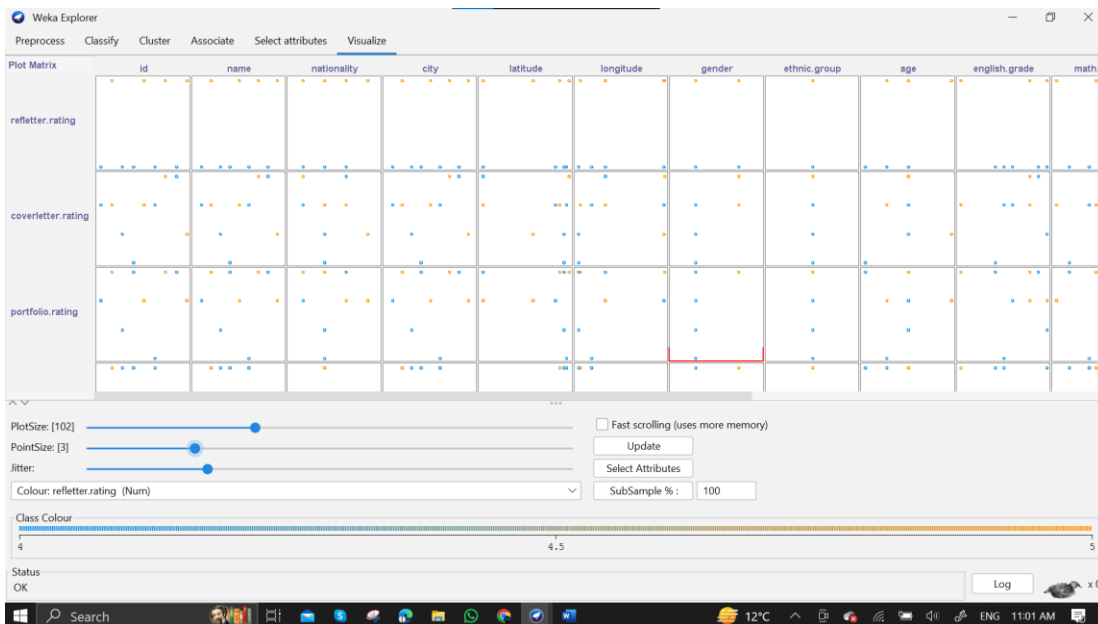 Weka Explorer
Preprocess Classify Cluster Associate Select attributes Visualize
Plot Matrix id name nationality city latitude longitude gender ethnic.group age english.grade math.
refletter.rating
coverletter.rating
portfolio.rating
PlotSize: [102]
Fast scrolling (uses more memory)
PointSize: [3]
Update
Jitter:
Select Attributes
Colour: refletter.rating (Num)
SubSample % : 100
Class Colour
4 4.5 5
Status
OK
Log x 0
Search 12°C ENG 11:01 AM